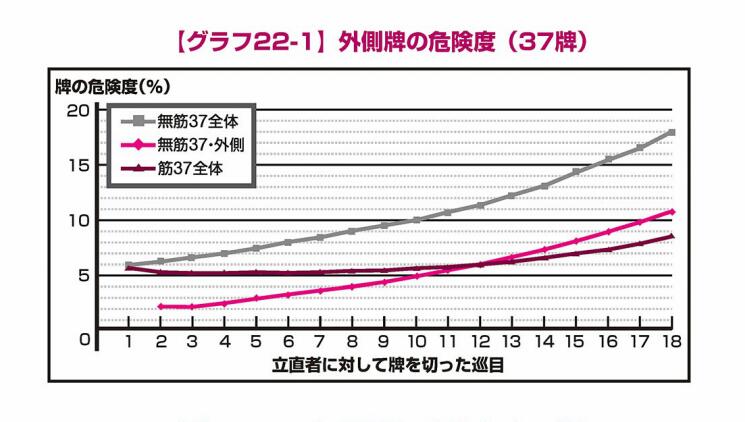 【グラフ22-1】外側牌の危険度（37牌）
牌の危険度(%)
20
15
10
5
0
無筋37全体
無筋37・外側
筋37全体
1 2 3 4 5 6 7 8 9 10 11 12 13 14 15 16 17 18
立直者に対して牌を切った巡目